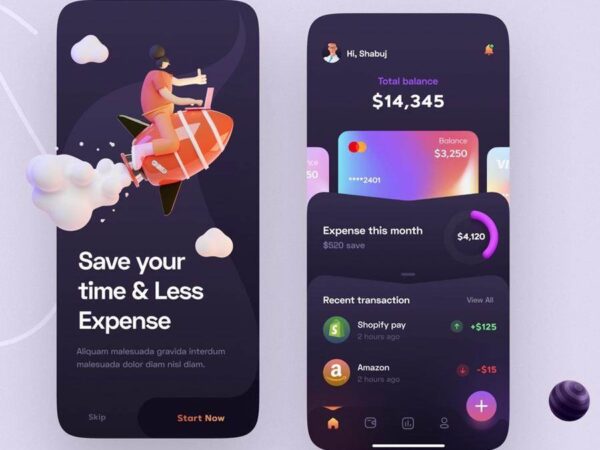 Save your
time & Less
Expense
Aliquam malesuada gravida interdum
malesuada dolor diam nisl diam.
Skip
Start Now
Hi, Shabuj
Total balance
$14,345
Balance
$3,250
****2401
Expense this month
$520 save
$4,120
Recent transaction
View All
Shopify pay
2 hours ago
+$125
Amazon
2 hours ago
-$15